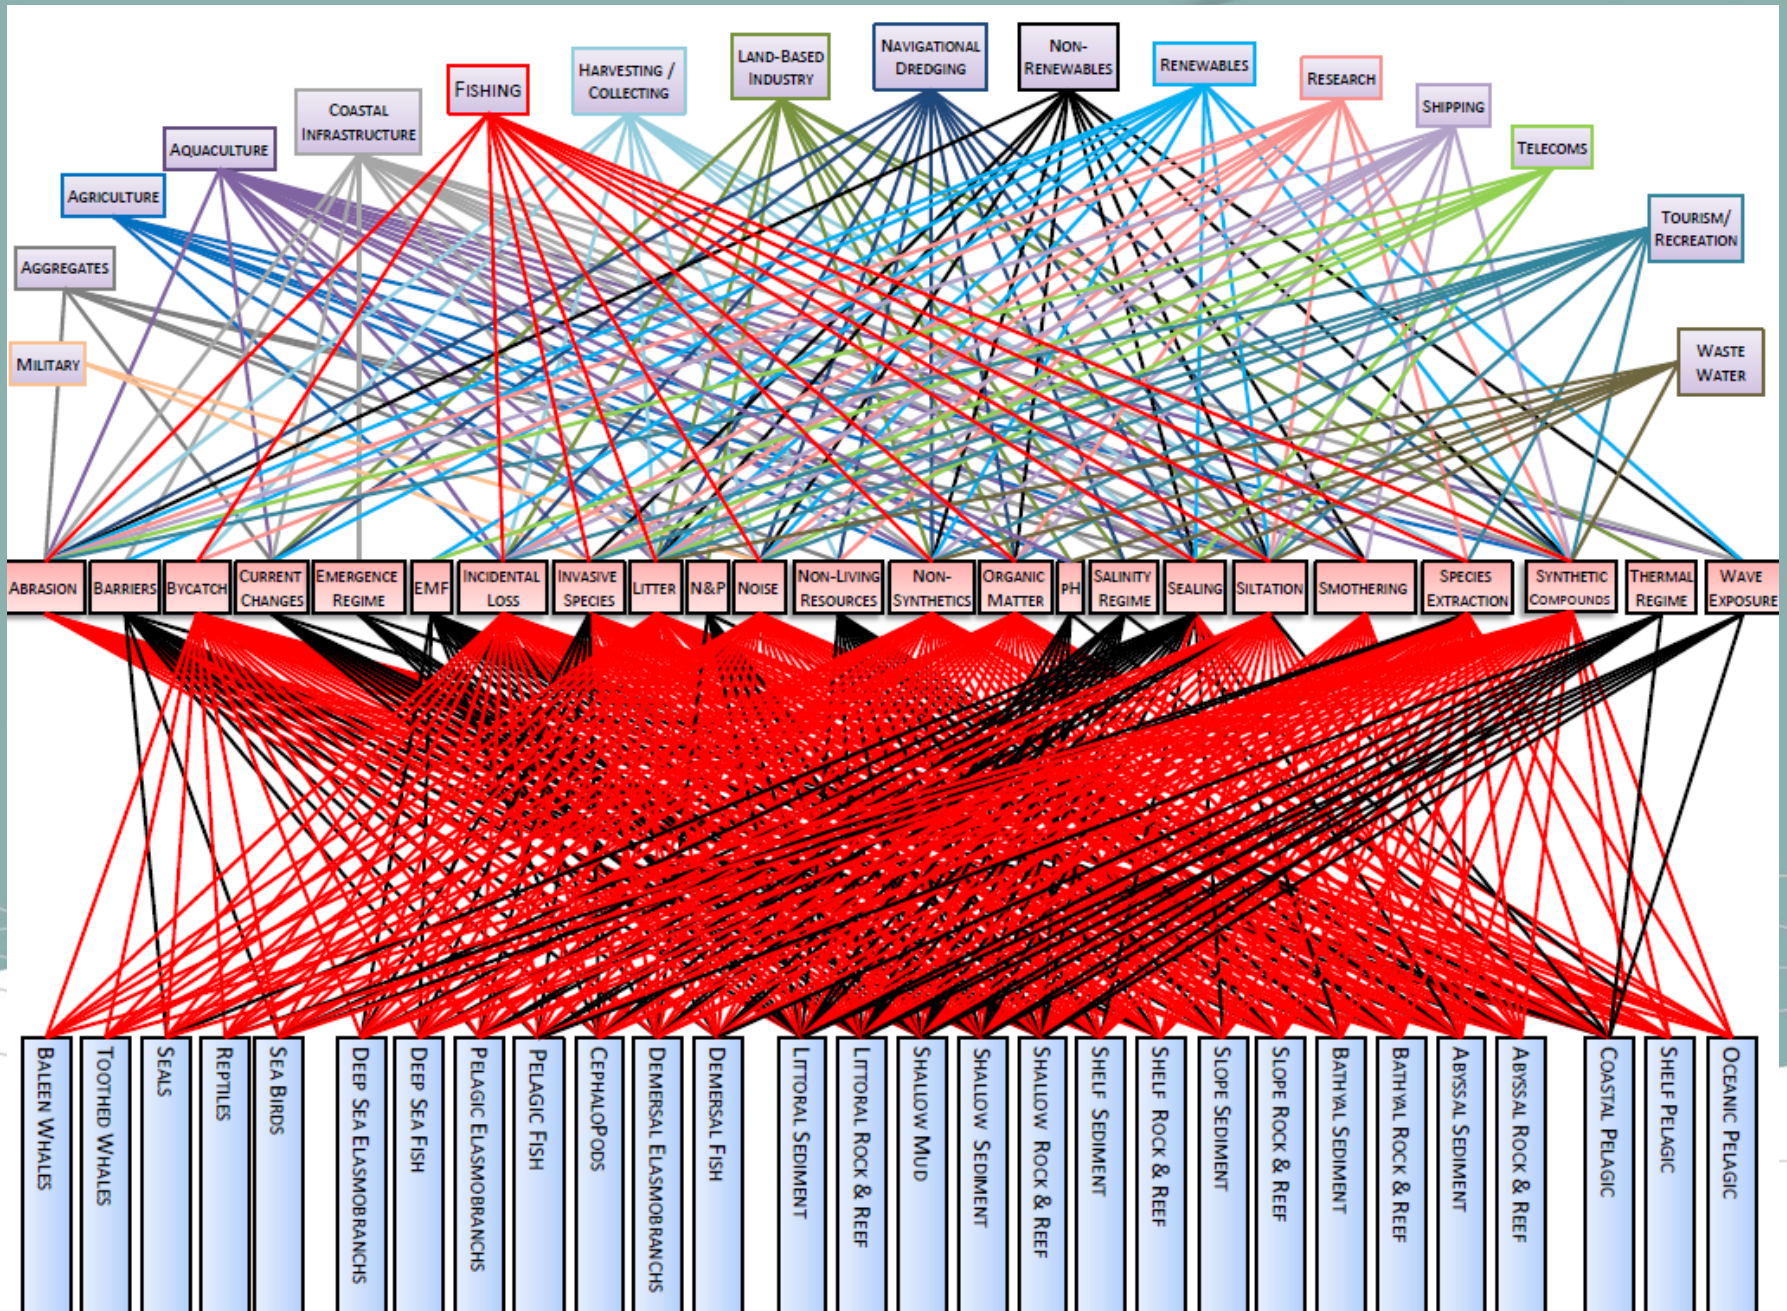 MILITARY
AGGREGATES
AGRICULTURE
AQUACULTURE
COASTAL
INFRASTRUCTURE
FISHING
HARVESTING /
COLLECTING
LAND-BASED
INDUSTRY
NAVIGATIONAL
DREDGING
NON-
RENEWABLES
RENEWABLES
RESEARCH
SHIPPING
TELECOMS
TOURISM/
RECREATION
WASTE
WATER
ABRASION
BARRIERS
BYCATCH
CURRENT
CHANGES
EMERGENCE
REGIME
EMF
INCIDENTAL
LOSS
INVASIVE
SPECIES
LITTER
N&P
NOISE
NON-LIVING
RESOURCES
NON-
SYNTHETICS
ORGANIC
MATTER
PH
SALINITY
REGIME
SEALING
SILTATION
SMOTHERING
SPECIES
EXTRACTION
SYNTHETIC
COMPOUNDS
THERMAL
REGIME
WAVE
EXPOSURE
BALEEN WHALES
TOOTHED WHALES
SEALS
REPTILES
SEA BIRDS
DEEP SEA ELASMOBRANCHS
DEEP SEA FISH
PELAGIC ELASMOBRANCHS
PELAGIC FISH
CEPHALOPODS
DEMERSAL ELASMOBRANCHS
DEMERSAL FISH
LITTORAL SEDIMENT
LITTORAL ROCK & REEF
SHALLOW MUD
SHALLOW SEDIMENT
SHALLOW ROCK & REEF
SHELF SEDIMENT
SHELF ROCK & REEF
SLOPE SEDIMENT
SLOPE ROCK & REEF
BATHYAL SEDIMENT
BATHYAL ROCK & REEF
ABYSSAL SEDIMENT
ABYSSAL ROCK & REEF
COASTAL PELAGIC
SHELF PELAGIC
OCEANIC PELAGIC